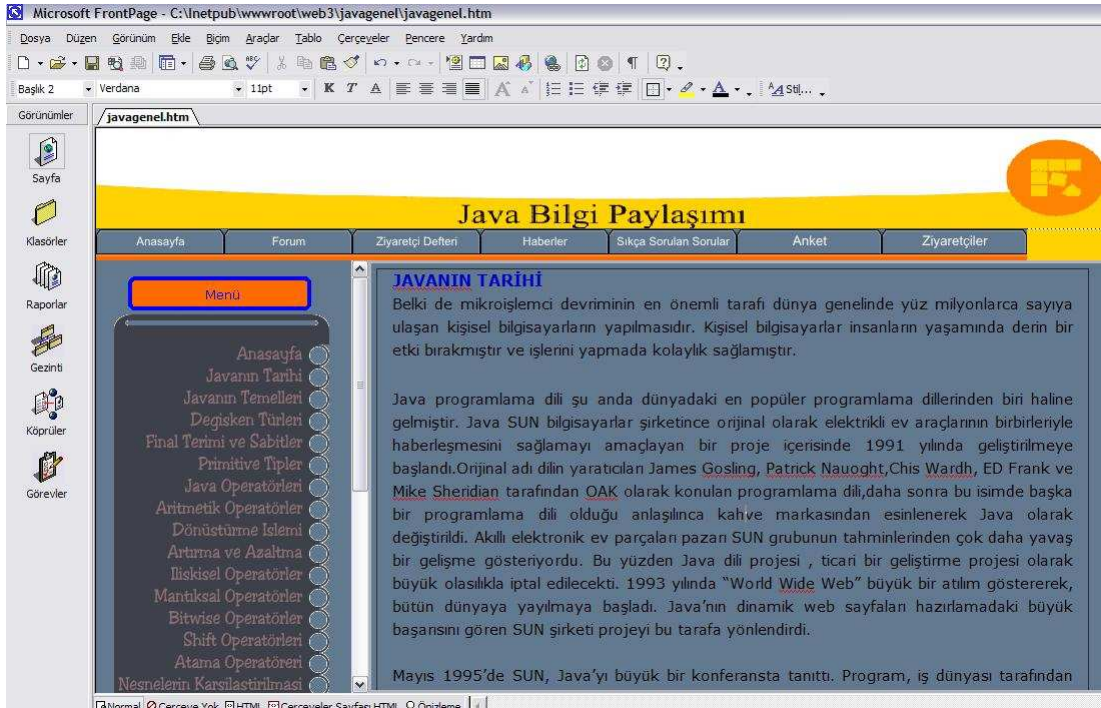 Microsoft FrontPage - C:\Inetpub\wwwroot\web3\javagenel\javagenel.htm
Dosya Düzen Görünüm Ekle Biçim Araçlar Tablo Çerçeveler Pencere Yardım
Başlık 2 Verdana 11pt K T A Stil...
Görünümler
javagenel.htm
Sayfa
Klasörler
Raporlar
Gezinti
Köprüler
Görevler
Java Bilgi Paylaşımı
Anasayfa Forum Ziyaretçi Defteri Haberler Sıkça Sorulan Sorular Anket Ziyaretçiler
Menü
Anasayfa
Javanın Tarihi
Javanın Temelleri
Degisken Türleri
Final Terimi ve Sabitler
Primitive Tipler
Java Operatörleri
Aritmetik Operatörler
Dönüstürme Islemi
Artırma ve Azaltma
Iliskisel Operatörler
Mantıksal Operatörler
Bitwise Operatörler
Shift Operatörleri
Atama Operatöreri
Nesnelerin Karsilastirilmasi
JAVANIN TARİHİ
Belki de mikroişlemci devriminin en önemli tarafı dünya genelinde yüz milyonlarca sayıya
ulaşan kişisel bilgisayarların yapılmasıdır. Kişisel bilgisayarlar insanların yaşamında derin bir
etki bırakmıştır ve işlerini yapmada kolaylık sağlamıştır.
Java programlama dili şu anda dünyadaki en popüler programlama dillerinden biri haline
gelmiştir. Java SUN bilgisayarlar şirketince orijinal olarak elektrikli ev araçlarının birbirleriyle
haberleşmesini sağlamayı amaçlayan bir proje içerisinde 1991 yılında geliştirilmeye
başlandı.Orijinal adı dilin yaratıcıları James Gosling, Patrick Nauoght,Chis Wardh, ED Frank ve
Mike Sheridian tarafından OAK olarak konulan programlama dili,daha sonra bu isimde başka
bir programlama dili olduğu anlaşılınca kahve markasından esinlenerek Java olarak
değiştirildi. Akıllı elektronik ev parçaları pazarı SUN grubunun tahminlerinden çok daha yavaş
bir gelişme gösteriyordu. Bu yüzden Java dili projesi , ticari bir geliştirme projesi olarak
büyük olasılıkla iptal edilecekti. 1993 yılında “World Wide Web” büyük bir atılım göstererek,
bütün dünyaya yayılmaya başladı. Java’nın dinamik web sayfaları hazırlamadaki büyük
başarısını gören SUN şirketi projeyi bu tarafa yönlendirdi.
Mayıs 1995’de SUN, Java’yı büyük bir konferansta tanıttı. Program, iş dünyası tarafından
Normal Çerçeve Yok HTML Çerçeveler Sayfası HTML Önizleme